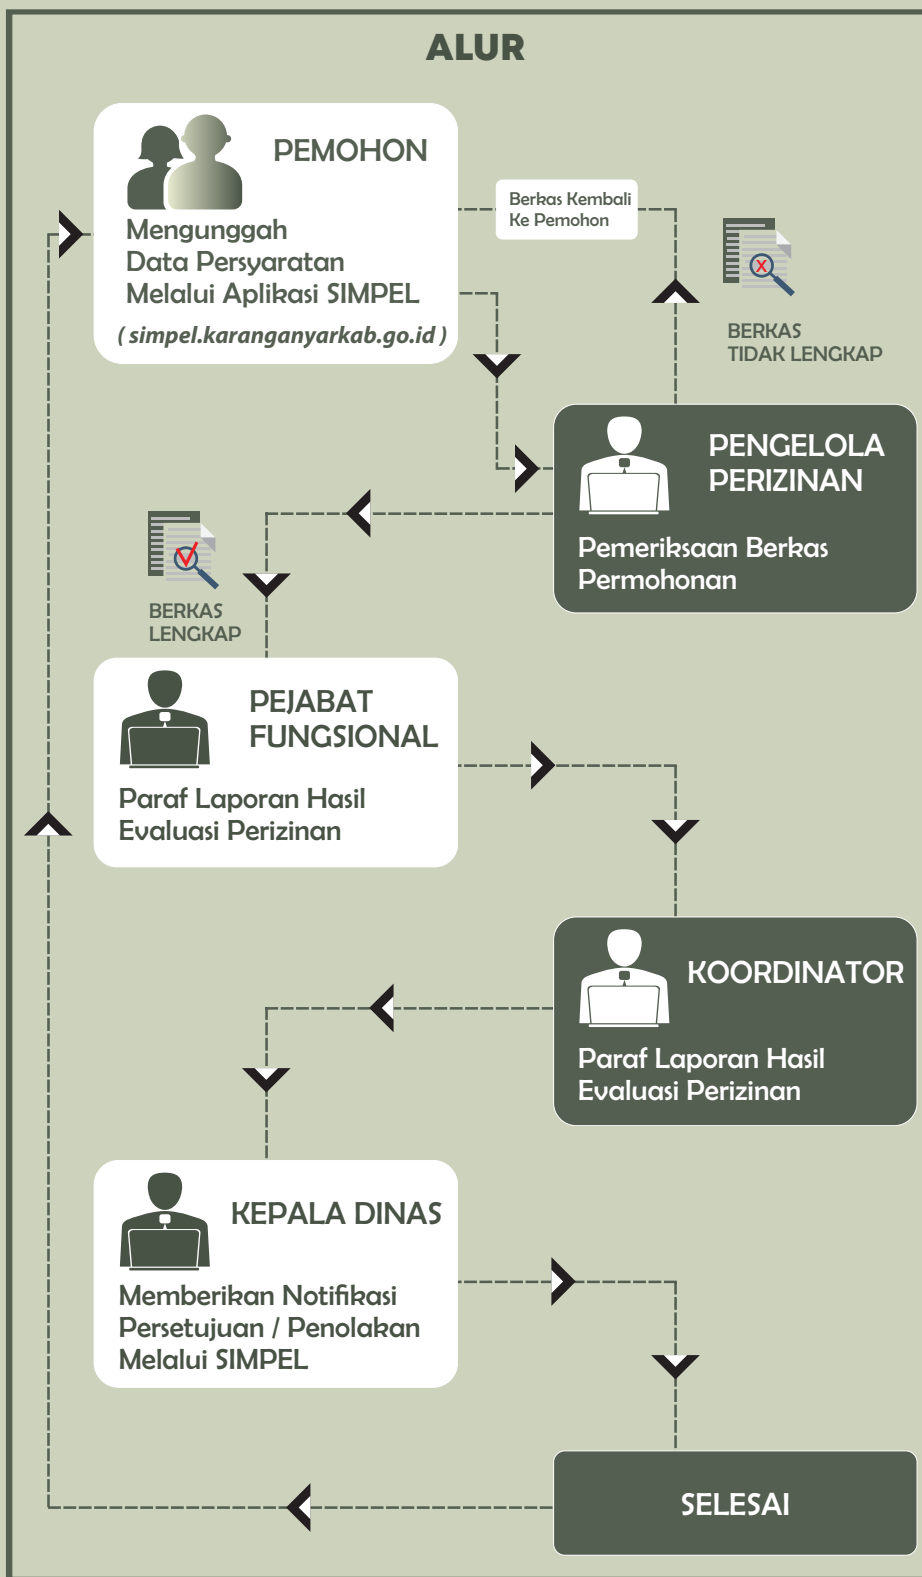 ALUR
PEMOHON
Mengunggah
Data Persyaratan
Melalui Aplikasi SIMPEL
( simpel.karanganyarkab.go.id )
Berkas Kembali
Ke Pemohon
X
BERKAS
TIDAK LENGKAP
PENGELOLA
PERIZINAN
Pemeriksaan Berkas
Permohonan
BERKAS
LENGKAP
PEJABAT
FUNGSIONAL
Paraf Laporan Hasil
Evaluasi Perizinan
KOORDINATOR
Paraf Laporan Hasil
Evaluasi Perizinan
KEPALA DINAS
Memberikan Notifikasi
Persetujuan / Penolakan
Melalui SIMPEL
SELESAI